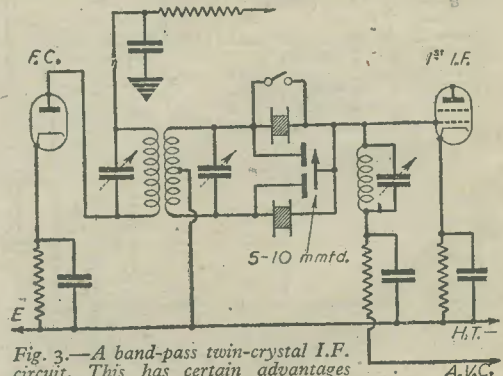 F.C.
1ST I.F.
5-10 mmfd.
E
H.T.-
Fig. 3.—A band-pass twin-crystal I.F.
circuit. This has certain advantages
A.V.C.